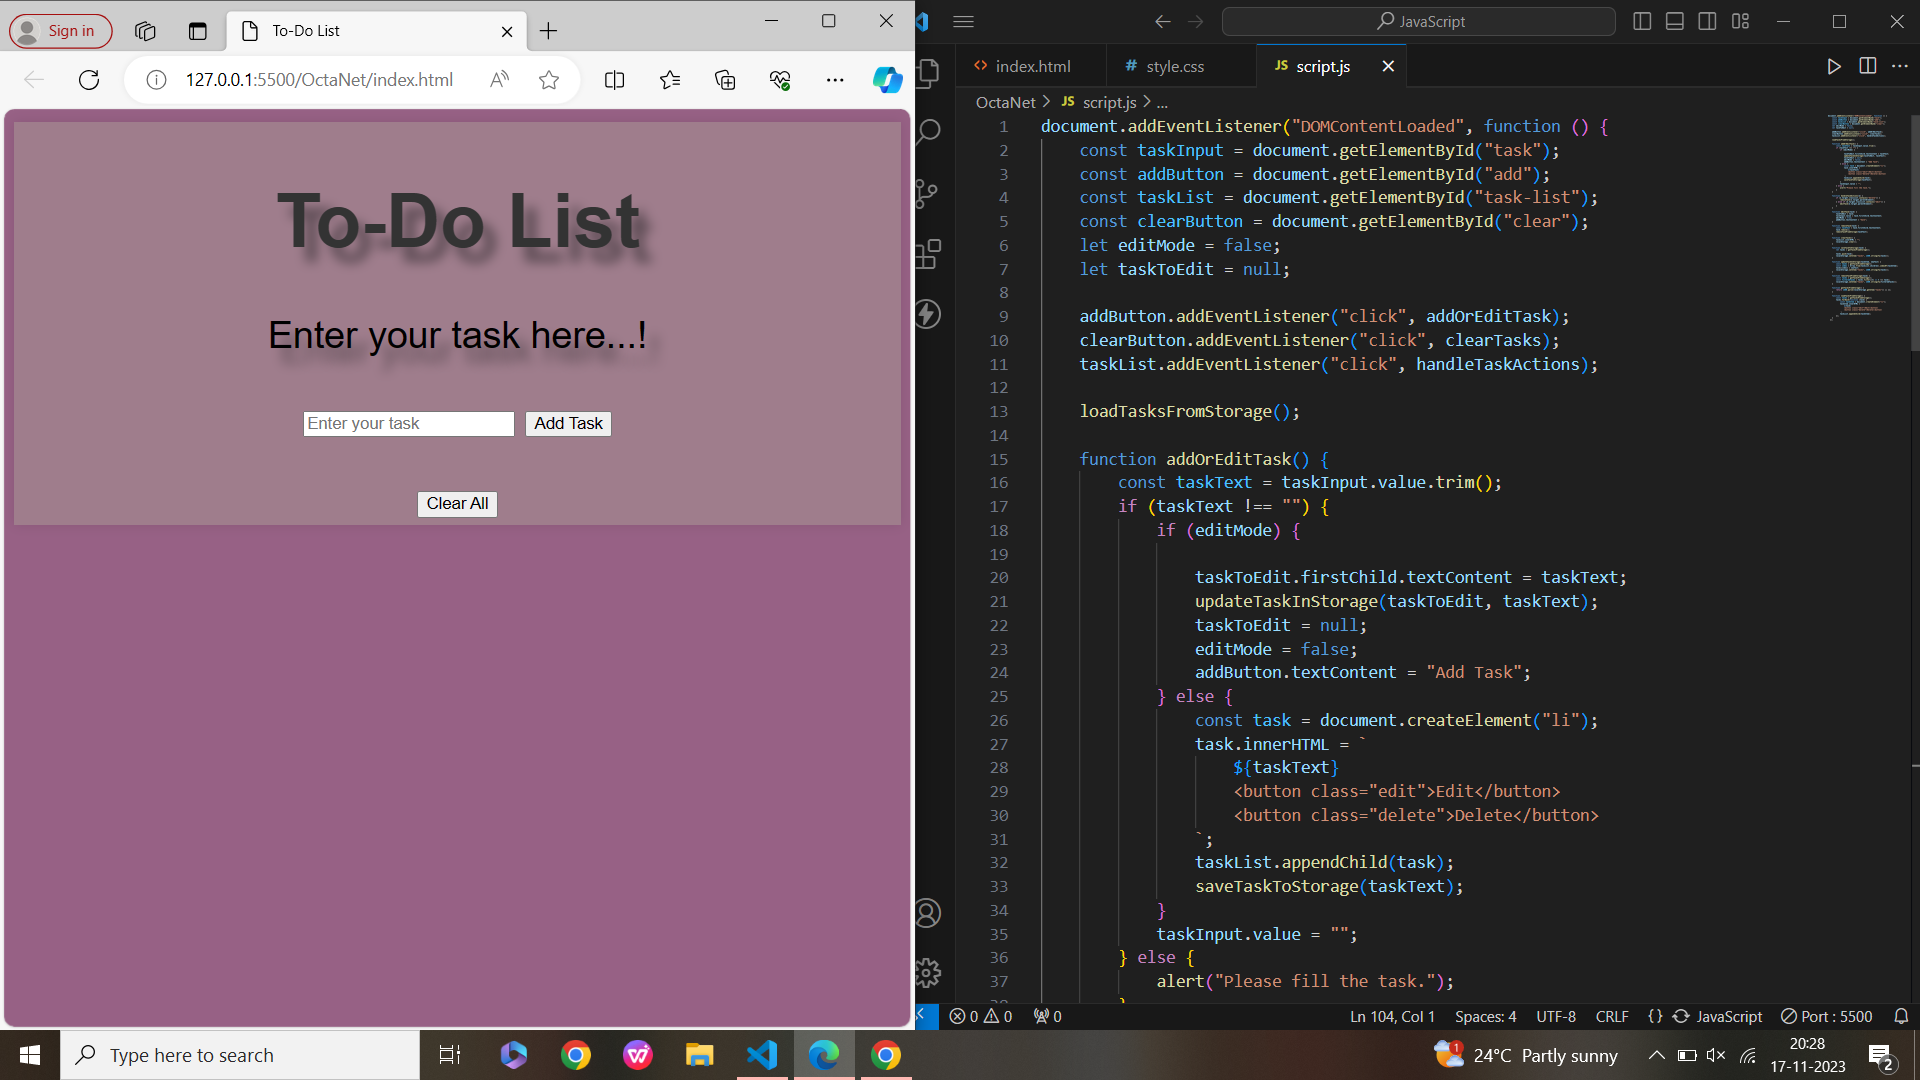 Sign in
To-Do List
127.0.0.1:5500/OctaNet/index.html
To-Do List
Enter your task here...!
Enter your task
Add Task
Clear All
JavaScript
index.html
style.css
JS script.js
OctaNet > JS script.js > ...
1 document.addEventListener("DOMContentLoaded", function () {
2 const taskInput = document.getElementById("task");
3 const addButton = document.getElementById("add");
4 const taskList = document.getElementById("task-list");
5 const clearButton = document.getElementById("clear");
6 let editMode = false;
7 let taskToEdit = null;
8
9 addButton.addEventListener("click", addOrEditTask);
10 clearButton.addEventListener("click", clearTasks);
11 taskList.addEventListener("click", handleTaskActions);
12
13 loadTasksFromStorage();
14
15 function addOrEditTask() {
16 const taskText = taskInput.value.trim();
17 if (taskText !== "") {
18 if (editMode) {
19
20 taskToEdit.firstChild.textContent = taskText;
21 updateTaskInStorage(taskToEdit, taskText);
22 taskToEdit = null;
23 editMode = false;
24 addButton.textContent = "Add Task";
25 } else {
26 const task = document.createElement("li");
27 task.innerHTML = `
28 ${taskText}
29 <button class="edit">Edit</button>
30 <button class="delete">Delete</button>
31 `;
32 taskList.appendChild(task);
33 saveTaskToStorage(taskText);
34 }
35 taskInput.value = "";
36 } else {
37 alert("Please fill the task.");
38 }
0 0 0
Ln 104, Col 1 Spaces: 4 UTF-8 CRLF {} JavaScript Port : 5500
Type here to search
1
24°C Partly sunny
20:28
17-11-2023
2